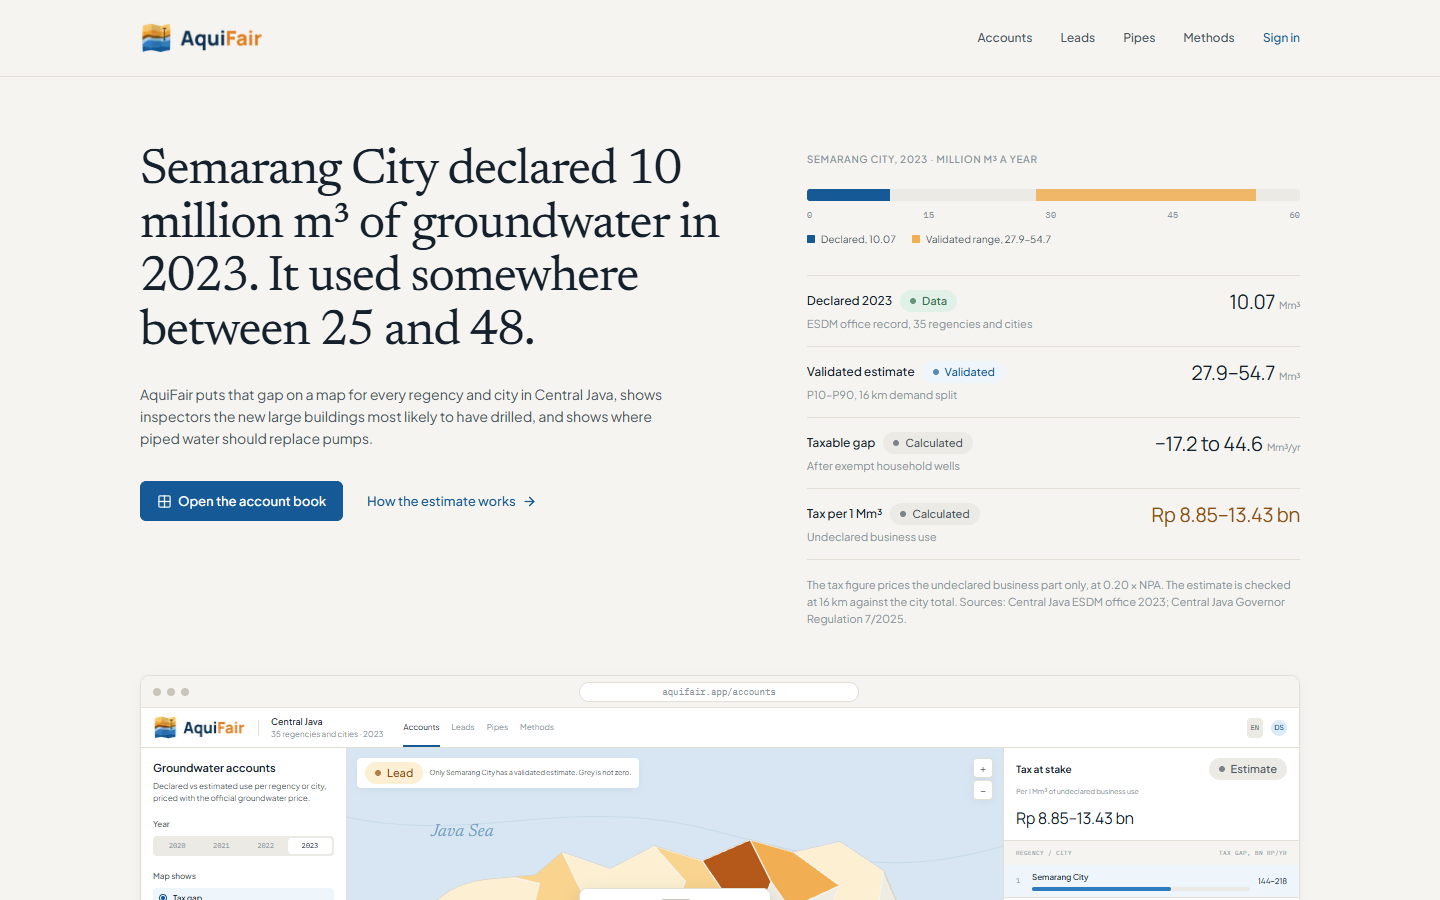 AquiFair
Accounts
Leads
Pipes
Methods
Sign in
Semarang City declared 10
million m³ of groundwater in
2023. It used somewhere
between 25 and 48.
AquiFair puts that gap on a map for every regency and city in Central Java, shows
inspectors the new large buildings most likely to have drilled, and shows where
piped water should replace pumps.
Open the account book
How the estimate works →
SEMARANG CITY, 2023 · MILLION M³ A YEAR
0 15 30 45 60
Declared, 10.07
Validated range, 27.9–54.7
Declared 2023
Data
10.07 Mm³
ESDM office record, 35 regencies and cities
Validated estimate
Validated
27.9–54.7 Mm³
P10–P90, 16 km demand split
Taxable gap
Calculated
−17.2 to 44.6 Mm³/yr
After exempt household wells
Tax per 1 Mm³
Calculated
Rp 8.85–13.43 bn
Undeclared business use
The tax figure prices the undeclared business part only, at 0.20 × NPA. The estimate is checked
at 16 km against the city total. Sources: Central Java ESDM office 2023; Central Java Governor
Regulation 7/2025.
aquifair.app/accounts
AquiFair
Central Java
35 regencies and cities · 2023
Accounts
Leads
Pipes
Methods
EN
DS
Groundwater accounts
Declared vs estimated use per regency or city,
priced with the official groundwater price.
Year
2020 2021 2022 2023
Map shows
Tax gap
Lead
Only Semarang City has a validated estimate. Grey is not zero.
+
−
Java Sea
Tax at stake
Estimate
Per 1 Mm³ of undeclared business use
Rp 8.85–13.43 bn
REGENCY / CITY
TAX GAP, BN RP/YR
1 Semarang City 144–218